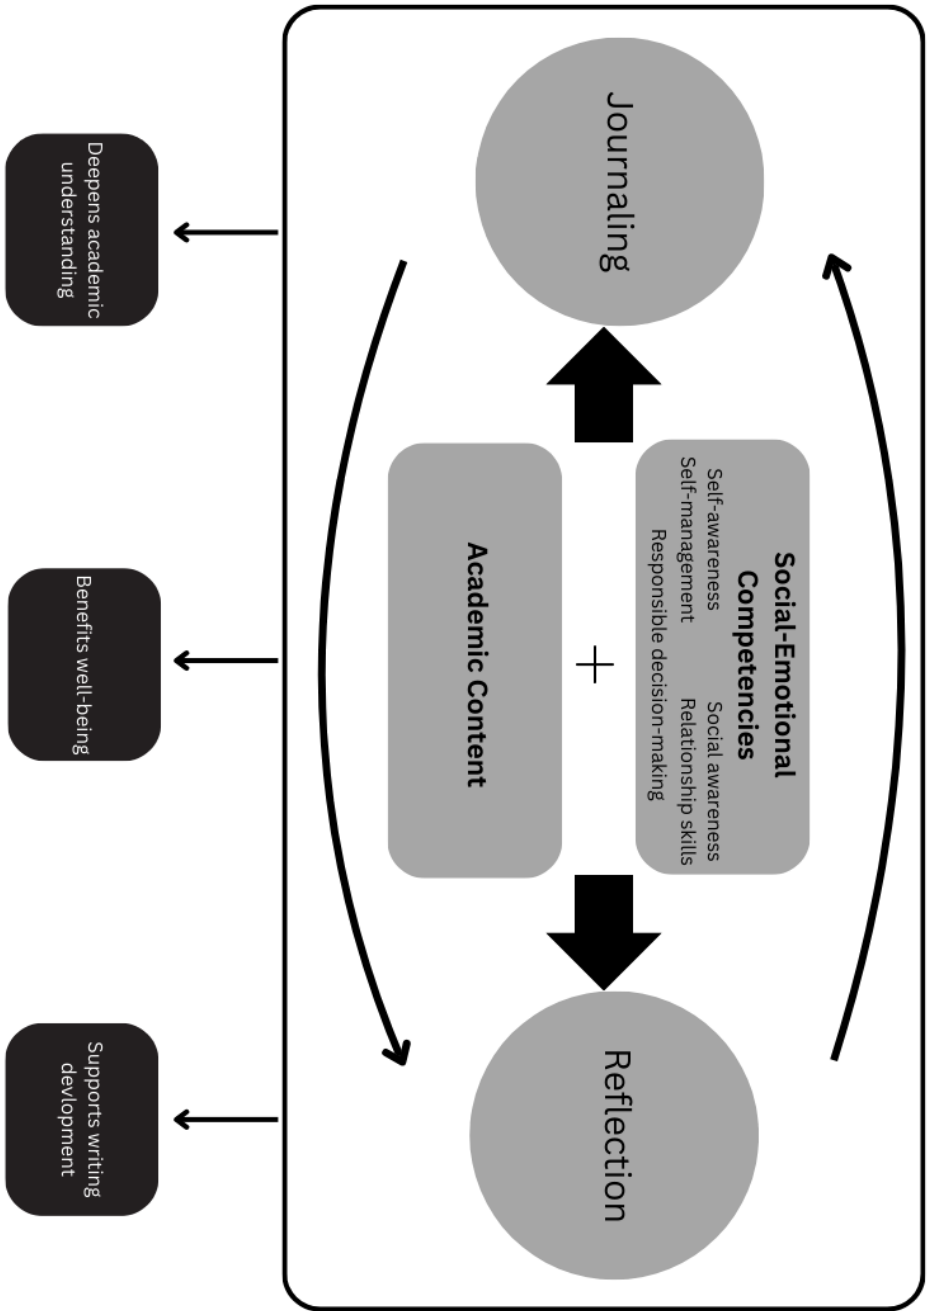 Journaling
Social-Emotional
Competencies
Self-awareness
Social awareness
Self-management
Relationship skills
Responsible decision-making
+
Academic Content
Reflection
Deepens academic
understanding
Benefits well-being
Supports writing
devlopment